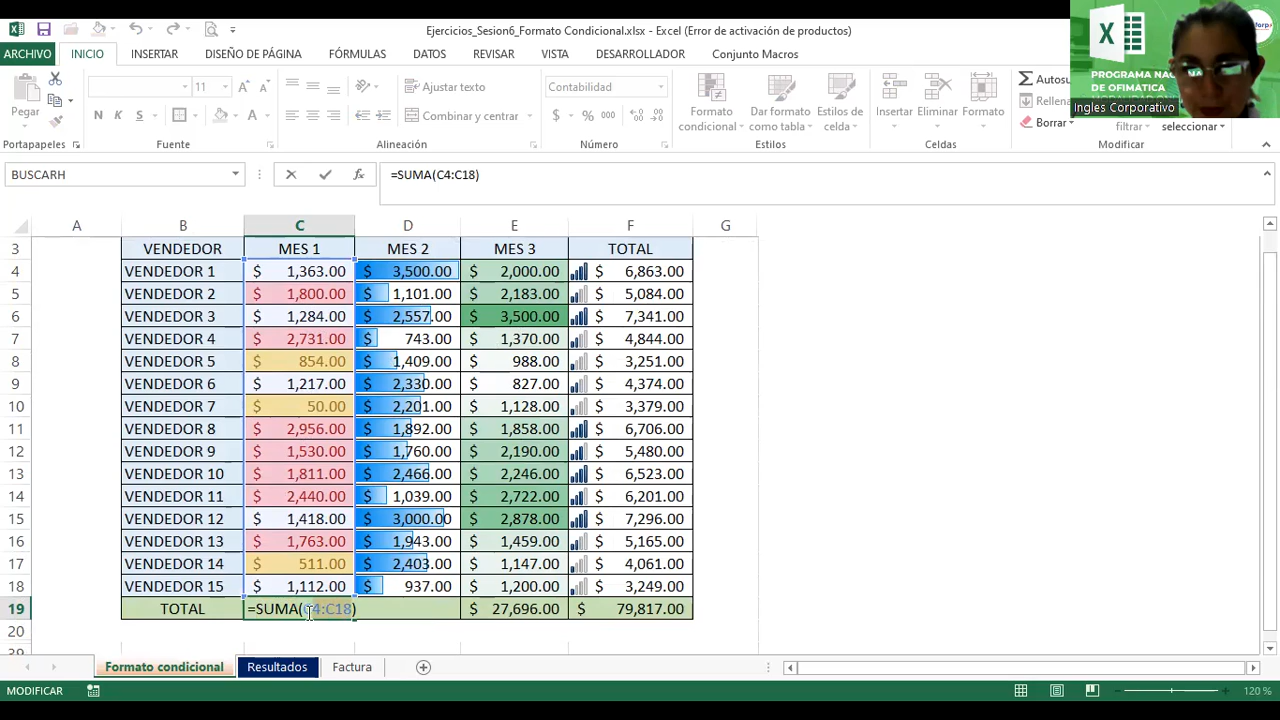 Ejercicios_Sesion6_Formato Condicional.xlsx - Excel (Error de activación de productos)
ARCHIVO INICIO INSERTAR DISEÑO DE PÁGINA FÓRMULAS DATOS REVISAR VISTA DESARROLLADOR Conjunto Macros
PROGRAMA
DE OFIMÁTICA
Ingles Corporativo
Pegar
11
N K S
Ajustar texto
Combinar y centrar
Contabilidad
$ % 000
Formato condicional
Dar formato como tabla
Estilos de celda
Insertar Eliminar Formato
Borrar
filtrar
seleccionar
Portapapeles Fuente Alineación Número Estilos Celdas Modificar
BUSCARH =SUMA(C4:C18)
A B C D E F G
3 VENDEDOR MES 1 MES 2 MES 3 TOTAL
4 VENDEDOR 1 $ 1,363.00 $ 3,500.00 $ 2,000.00 $ 6,863.00
5 VENDEDOR 2 $ 1,800.00 $ 1,101.00 $ 2,183.00 $ 5,084.00
6 VENDEDOR 3 $ 1,284.00 $ 2,557.00 $ 3,500.00 $ 7,341.00
7 VENDEDOR 4 $ 2,731.00 $ 743.00 $ 1,370.00 $ 4,844.00
8 VENDEDOR 5 $ 854.00 $ 1,409.00 $ 988.00 $ 3,251.00
9 VENDEDOR 6 $ 1,217.00 $ 2,330.00 $ 827.00 $ 4,374.00
10 VENDEDOR 7 $ 50.00 $ 2,201.00 $ 1,128.00 $ 3,379.00
11 VENDEDOR 8 $ 2,956.00 $ 1,892.00 $ 1,858.00 $ 6,706.00
12 VENDEDOR 9 $ 1,530.00 $ 1,760.00 $ 2,190.00 $ 5,480.00
13 VENDEDOR 10 $ 1,811.00 $ 2,466.00 $ 2,246.00 $ 6,523.00
14 VENDEDOR 11 $ 2,440.00 $ 1,039.00 $ 2,722.00 $ 6,201.00
15 VENDEDOR 12 $ 1,418.00 $ 3,000.00 $ 2,878.00 $ 7,296.00
16 VENDEDOR 13 $ 1,763.00 $ 1,943.00 $ 1,459.00 $ 5,165.00
17 VENDEDOR 14 $ 511.00 $ 2,403.00 $ 1,147.00 $ 4,061.00
18 VENDEDOR 15 $ 1,112.00 $ 937.00 $ 1,200.00 $ 3,249.00
19 TOTAL =SUMA(C4:C18) $ 27,696.00 $ 79,817.00
20
Formato condicional Resultados Factura
MODIFICAR 120 %